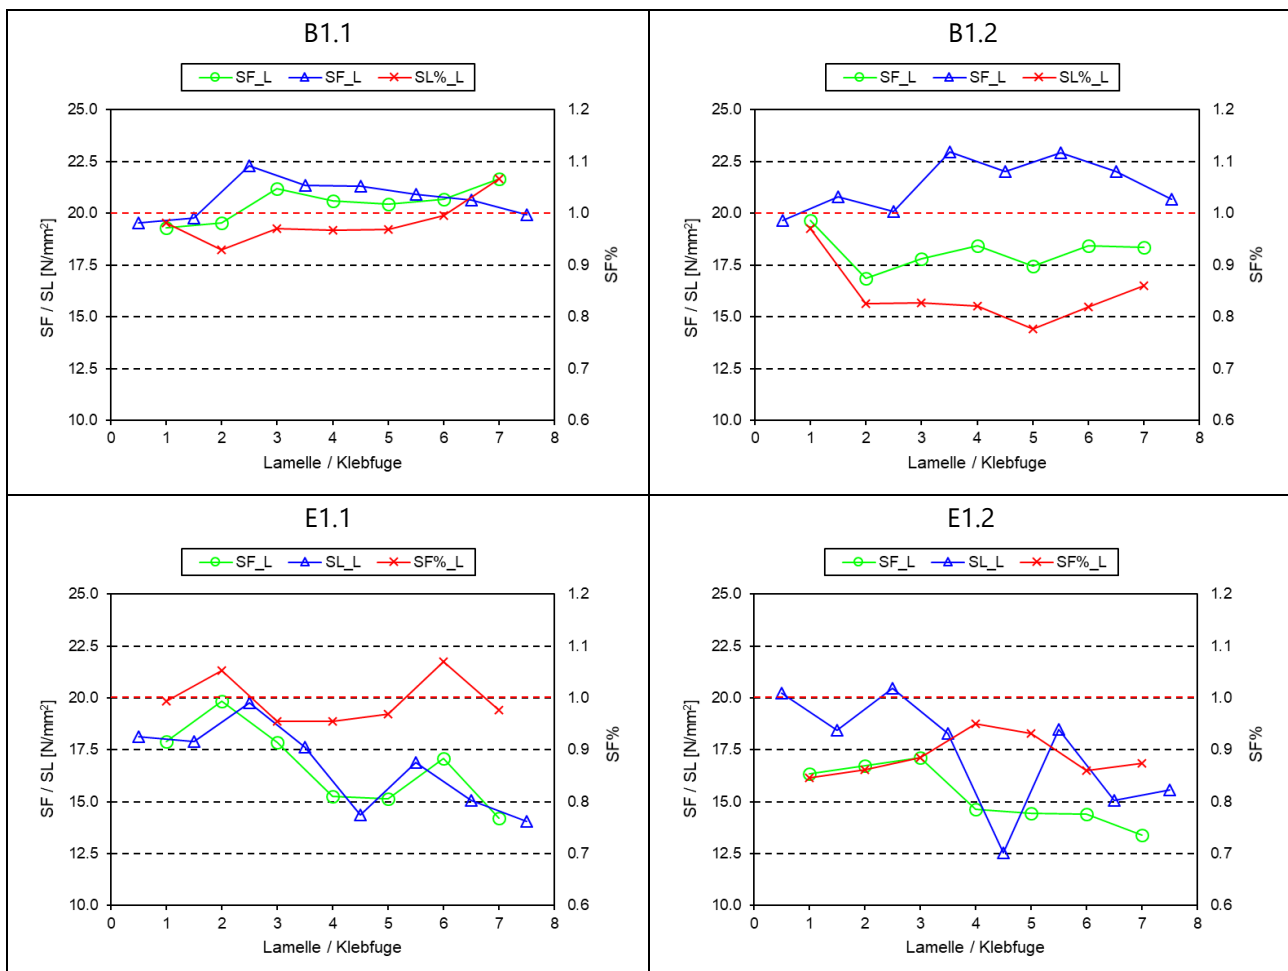 B1.1
SF_L SF_L SL%_L
25.0 1.2
22.5 1.1
20.0 1.0
17.5 0.9
15.0 0.8
12.5 0.7
10.0 0.6
SF / SL [N/mm²]
SF%
0 1 2 3 4 5 6 7 8
Lamelle / Klebfuge
B1.2
SF_L SF_L SL%_L
25.0 1.2
22.5 1.1
20.0 1.0
17.5 0.9
15.0 0.8
12.5 0.7
10.0 0.6
SF / SL [N/mm²]
SF%
0 1 2 3 4 5 6 7 8
Lamelle / Klebfuge
E1.1
SF_L SL_L SF%_L
25.0 1.2
22.5 1.1
20.0 1.0
17.5 0.9
15.0 0.8
12.5 0.7
10.0 0.6
SF / SL [N/mm²]
SF%
0 1 2 3 4 5 6 7 8
Lamelle / Klebfuge
E1.2
SF_L SL_L SF%_L
25.0 1.2
22.5 1.1
20.0 1.0
17.5 0.9
15.0 0.8
12.5 0.7
10.0 0.6
SF / SL [N/mm²]
SF%
0 1 2 3 4 5 6 7 8
Lamelle / Klebfuge